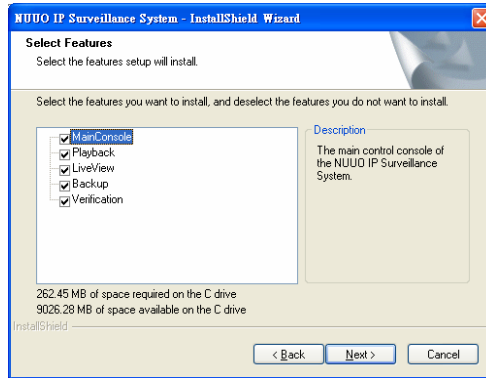 NUUO IP Surveillance System - InstallShield Wizard
Select Features
Select the features setup will install.
Select the features you want to install, and deselect the features you do not want to install.
MainConsole
Playback
LiveView
Backup
Verification
Description
The main control console of
the NUUO IP Surveillance
System.
262.45 MB of space required on the C drive
9026.28 MB of space available on the C drive
InstallShield
< Back
Next >
Cancel